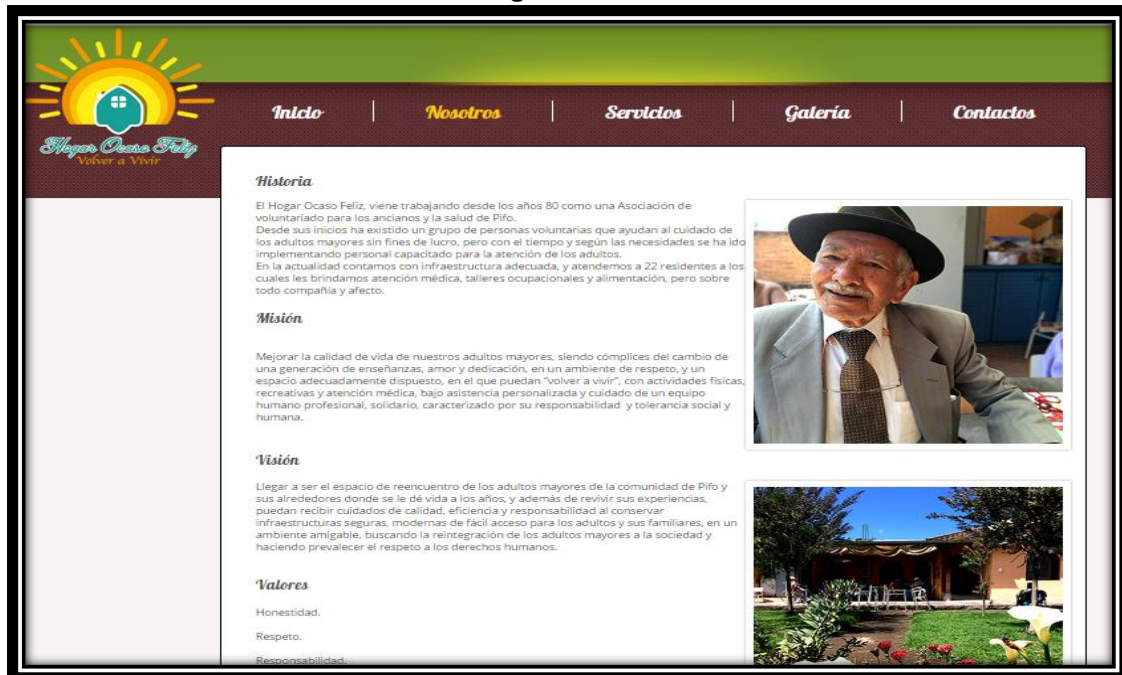 Inicio
Nosotros
Servicios
Galería
Contactos
Hogar Ocaso Feliz
Volver a Vivir
Historia
El Hogar Ocaso Feliz, viene trabajando desde los años 80 como una Asociación de
voluntariado para los ancianos y la salud de Pifo.
Desde sus inicios ha existido un grupo de personas voluntarias que ayudan al cuidado de
los adultos mayores sin fines de lucro, pero con el tiempo y según las necesidades se ha ido
implementando personal capacitado para la atención de los adultos.
En la actualidad contamos con infraestructura adecuada, y atendemos a 22 residentes a los
cuales les brindamos atención médica, talleres ocupacionales y alimentación, pero sobre
todo compañía y afecto.
Misión
Mejorar la calidad de vida de nuestros adultos mayores, siendo cómplices del cambio de
una generación de enseñanzas, amor y dedicación, en un ambiente de respeto, y un
espacio adecuadamente dispuesto, en el que puedan "volver a vivir", con actividades físicas,
recreativas y atención médica, bajo asistencia personalizada y cuidado de un equipo
humano profesional, solidario, caracterizado por su responsabilidad y tolerancia social y
humana.
Visión
Llegar a ser el espacio de reencuentro de los adultos mayores de la comunidad de Pifo y
sus alrededores donde se le dé vida a los años, y además de revivir sus experiencias,
puedan recibir cuidados de calidad, eficiencia y responsabilidad al conservar
infraestructuras seguras, modernas de fácil acceso para los adultos y sus familiares, en un
ambiente amigable, buscando la reintegración de los adultos mayores a la sociedad y
haciendo prevalecer el respeto a los derechos humanos.
Valores
Honestidad.
Respeto.
Responsabilidad.